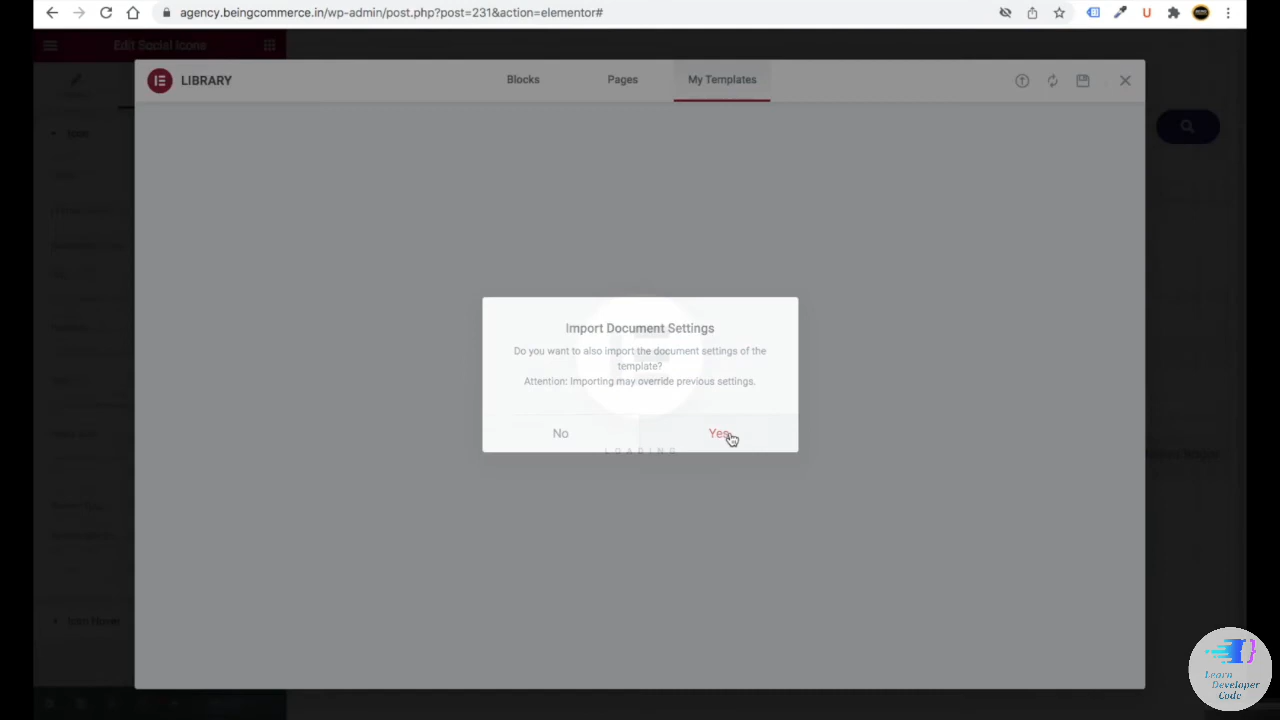 agency.beingcommerce.in/wp-admin/post.php?post=231&action=elementor#
Edit Social Icons
LIBRARY
Blocks
Pages
My Templates
Import Document Settings
Do you want to also import the document settings of the
template?
Attention: Importing may override previous settings.
No
Yes
LOADING
Learn
Developer
Code